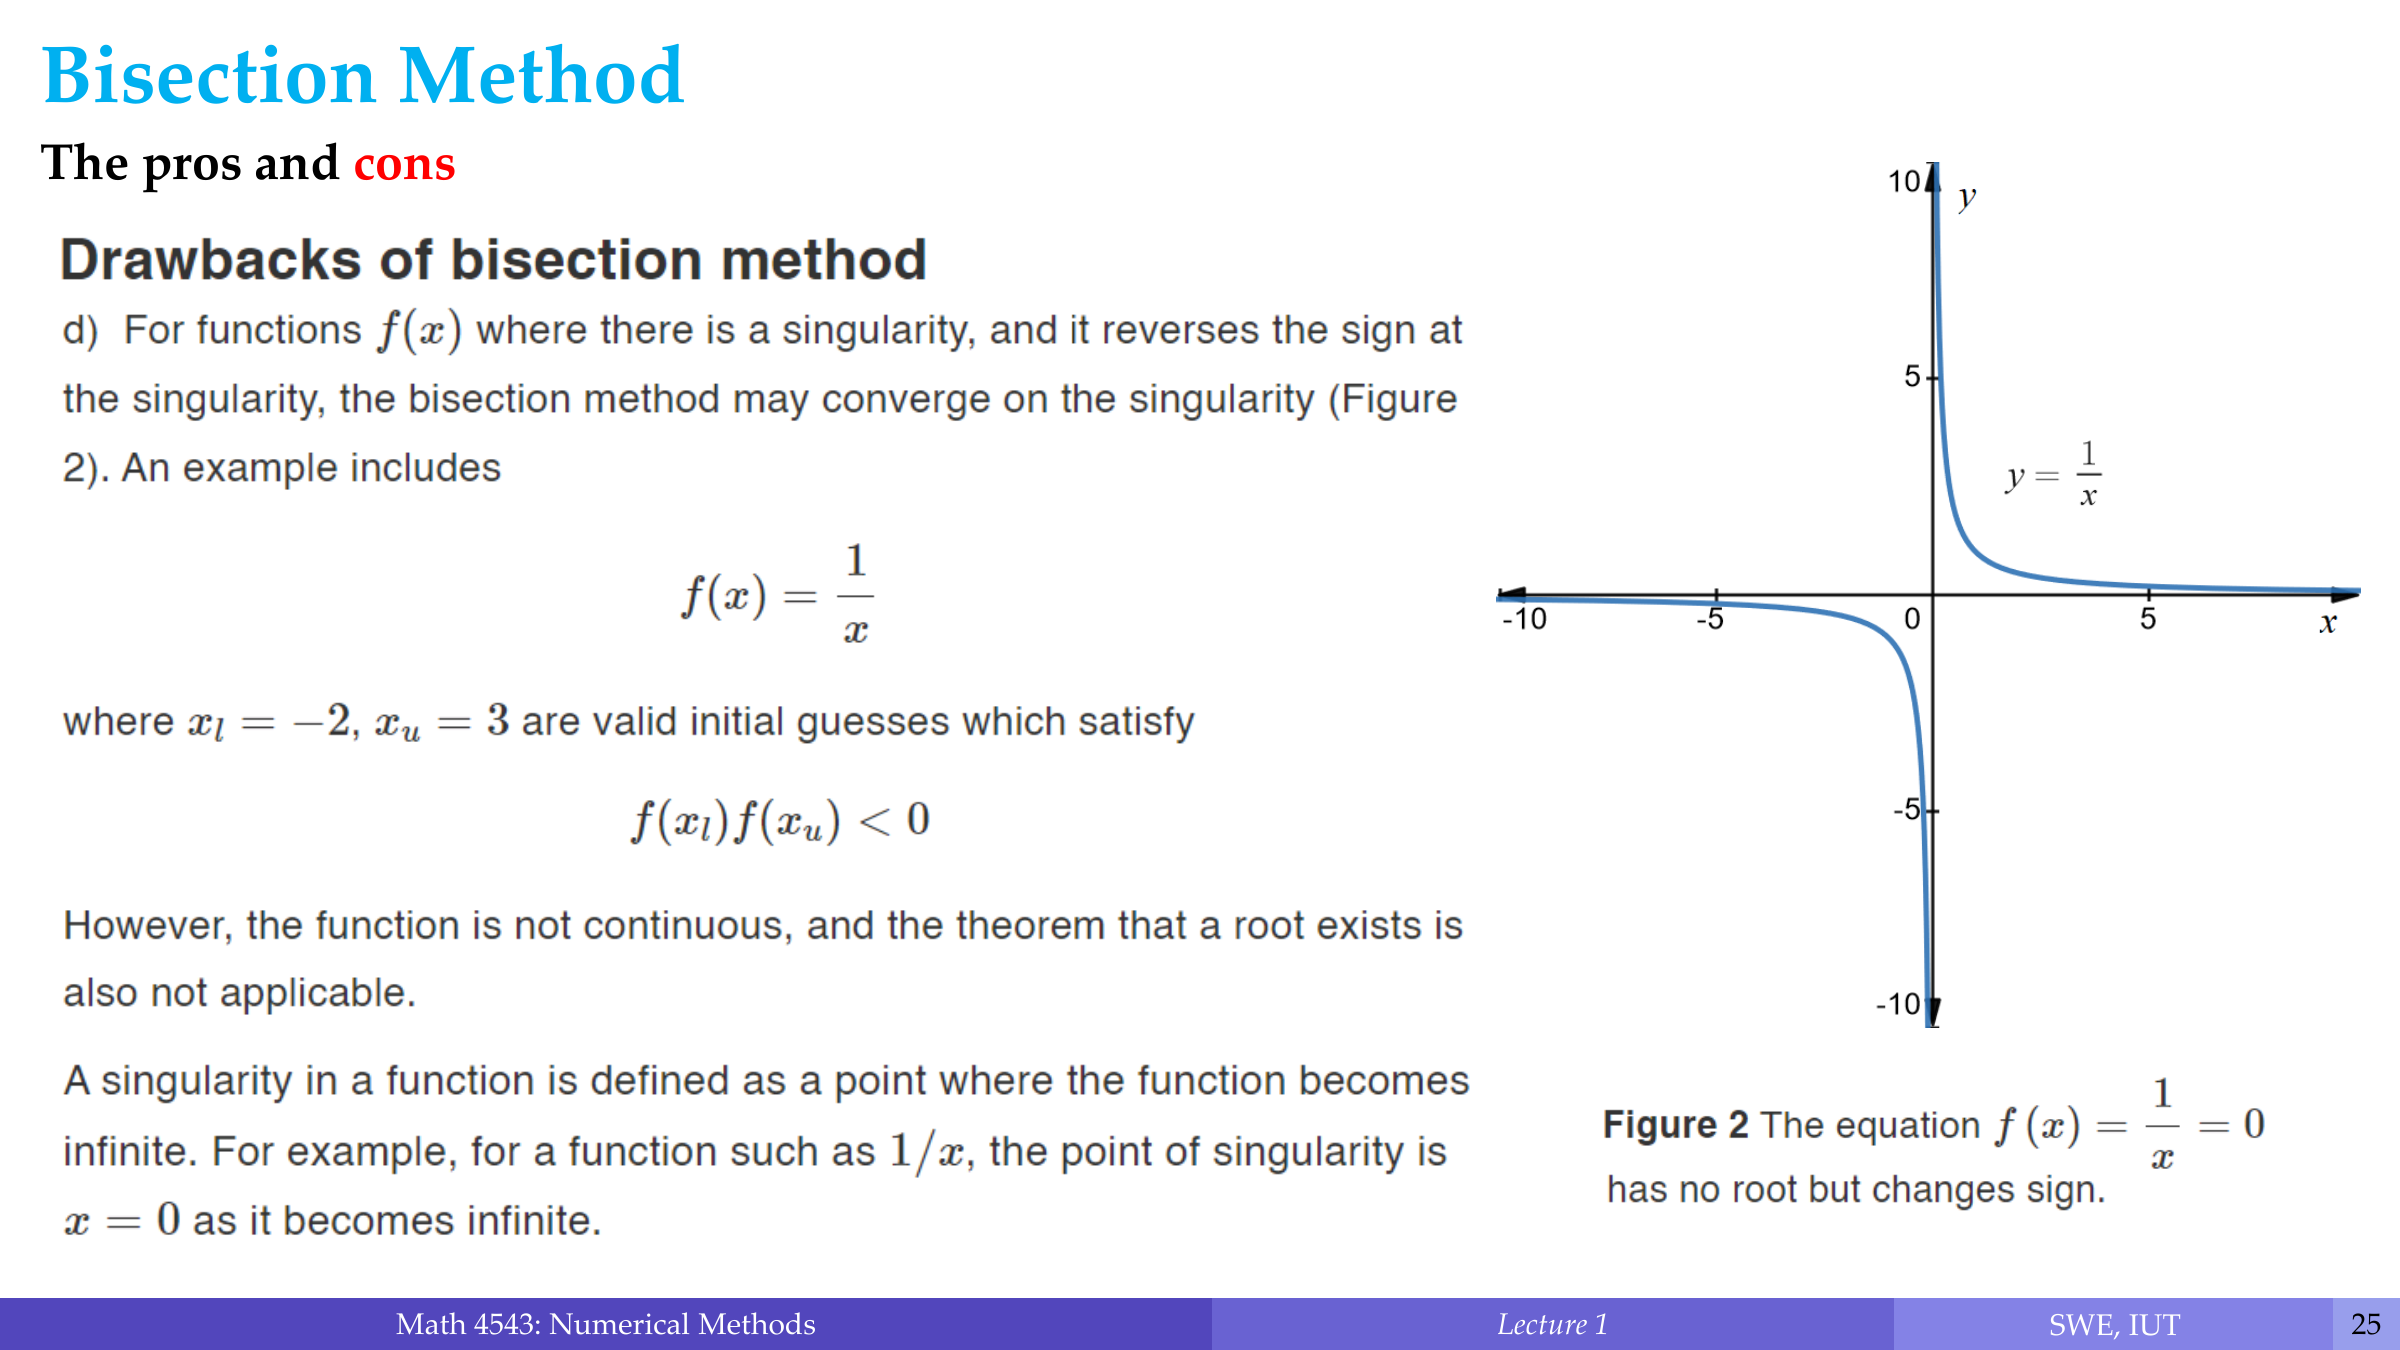 Bisection Method
The pros and cons
Drawbacks of bisection method
d) For functions f(x) where there is a singularity, and it reverses the sign at
the singularity, the bisection method may converge on the singularity (Figure
2). An example includes
f(x) = 1/x
where xₗ = −2, xᵤ = 3 are valid initial guesses which satisfy
f(xₗ)f(xᵤ) < 0
However, the function is not continuous, and the theorem that a root exists is
also not applicable.
A singularity in a function is defined as a point where the function becomes
infinite. For example, for a function such as 1/x, the point of singularity is
x = 0 as it becomes infinite.
10
y
5
y = 1/x
-10
-5
0
5
x
-5
-10
Figure 2 The equation f (x) = 1/x = 0
has no root but changes sign.
Math 4543: Numerical Methods
Lecture 1
SWE, IUT
25